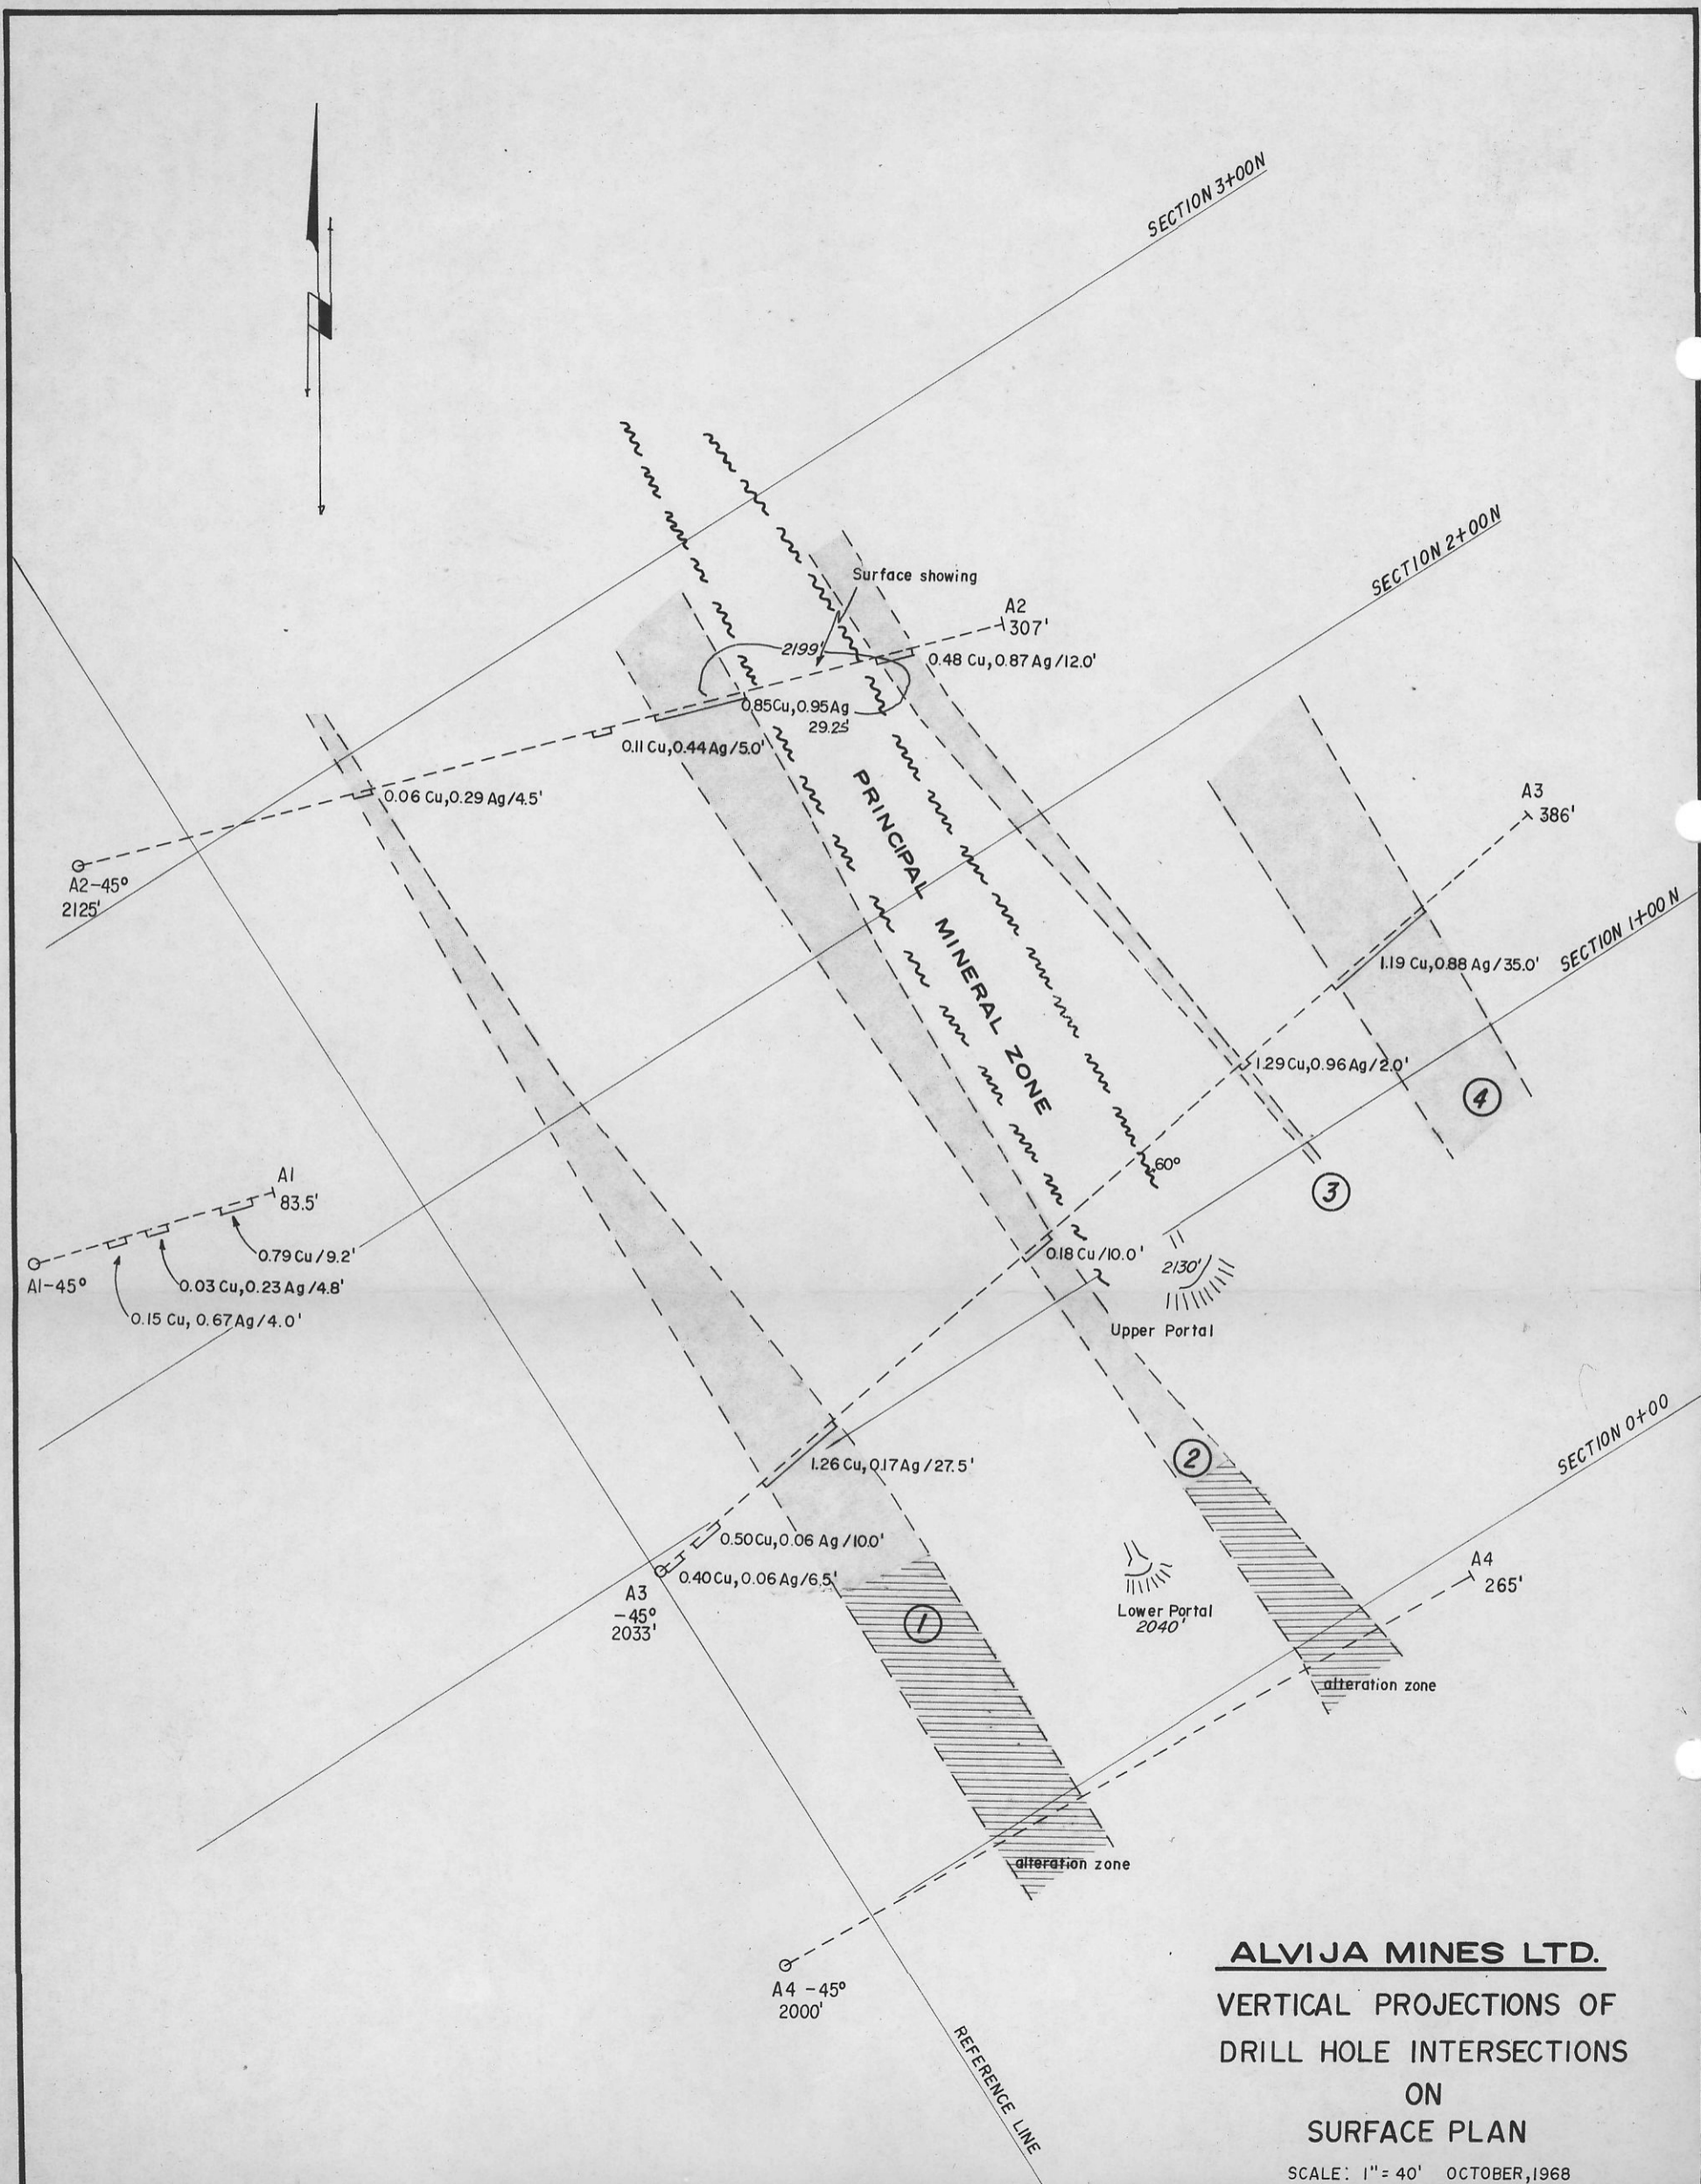 SECTION 3+00N
SECTION 2+00N
Surface showing
A2
307'
2199'
0.48 Cu, 0.87 Ag/12.0'
0.85Cu, 0.95Ag
29.25'
0.11 Cu, 0.44 Ag/5.0'
0.06 Cu, 0.29 Ag/4.5'
A2-45°
2125'
PRINCIPAL MINERAL ZONE
A3
386'
1.19 Cu, 0.88 Ag/35.0'
SECTION 1+00 N
1.29 Cu, 0.96 Ag/2.0'
4
60°
3
A1
83.5'
0.79 Cu/9.2'
0.03 Cu, 0.23 Ag/4.8'
0.15 Cu, 0.67 Ag/4.0'
A1-45°
0.18 Cu/10.0'
2130'
Upper Portal
SECTION 0+00
2
1.26 Cu, 0.17 Ag/27.5'
0.50 Cu, 0.06 Ag/10.0'
0.40 Cu, 0.06 Ag/6.5'
A3
-45°
2033'
1
Lower Portal
2040'
A4
265'
alteration zone
alteration zone
A4 -45°
2000'
REFERENCE LINE
ALVIJA MINES LTD.
VERTICAL PROJECTIONS OF
DRILL HOLE INTERSECTIONS
ON
SURFACE PLAN
SCALE: 1" = 40' OCTOBER, 1968